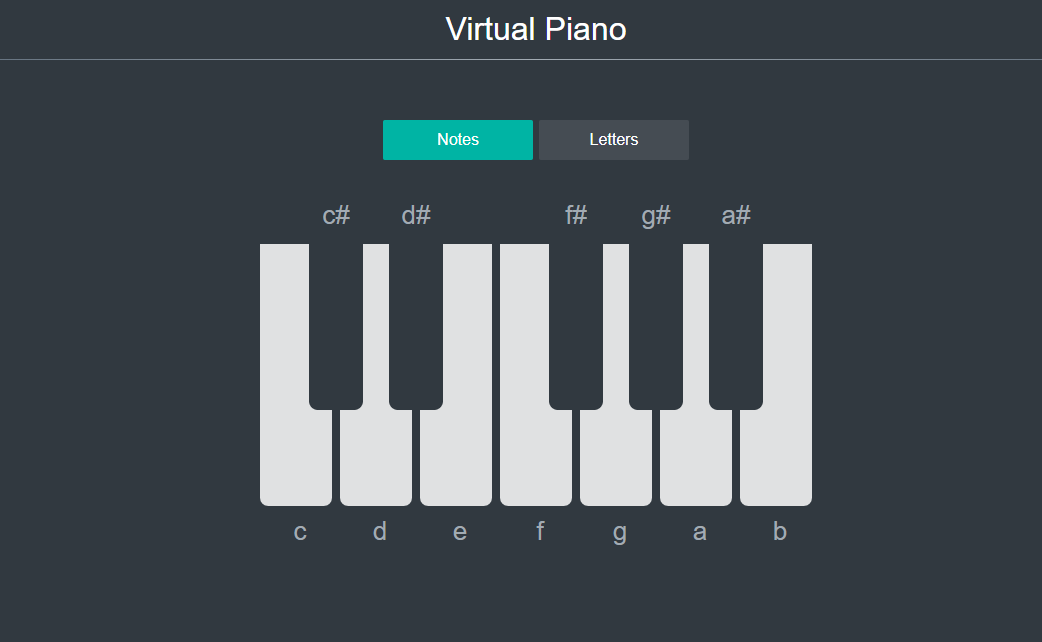 Virtual Piano
Notes Letters
c# d# f# g# a#
c d e f g a b